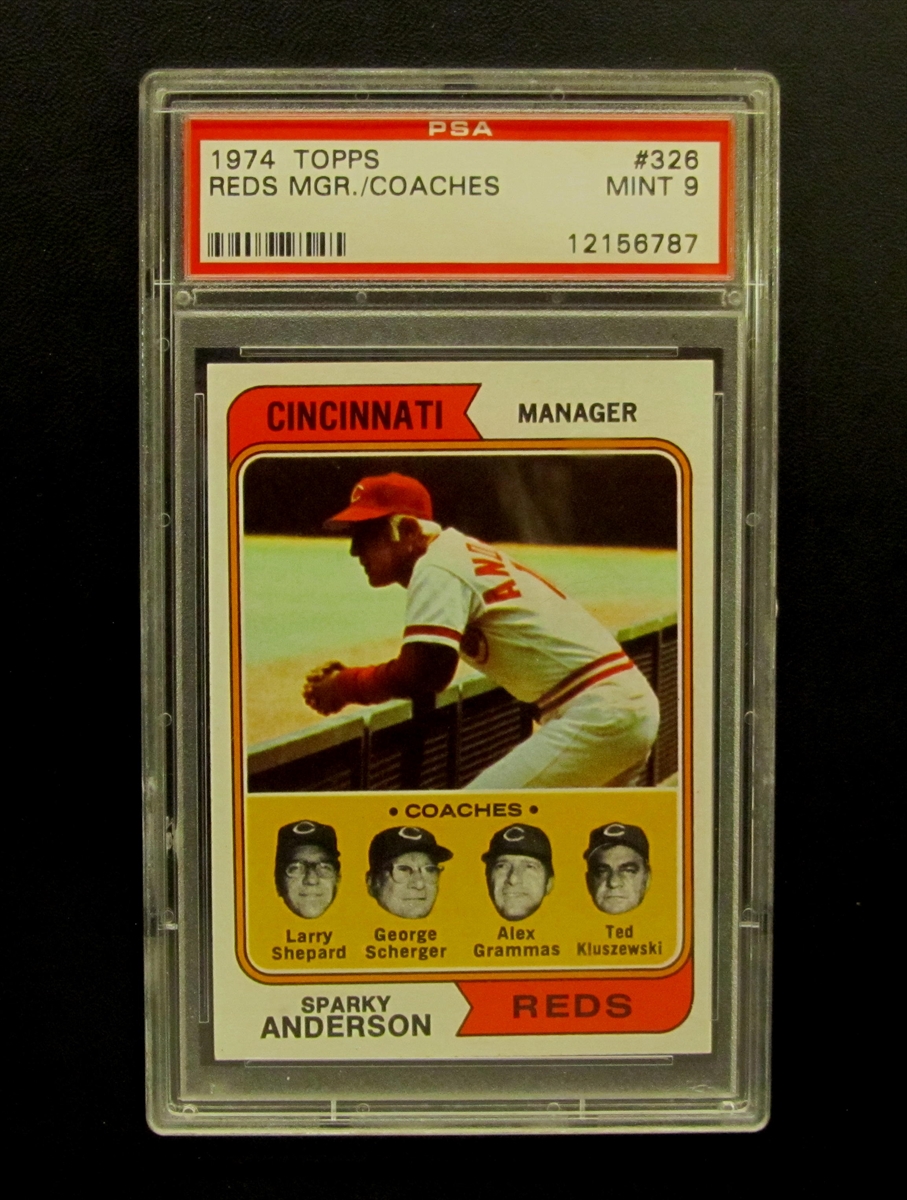 PSA
1974 TOPPS #326
REDS MGR./COACHES MINT 9
12156787
CINCINNATI MANAGER
C
AND
• COACHES •
C C C C
Larry Shepard
George Scherger
Alex Grammas
Ted Kluszewski
SPARKY
ANDERSON
REDS